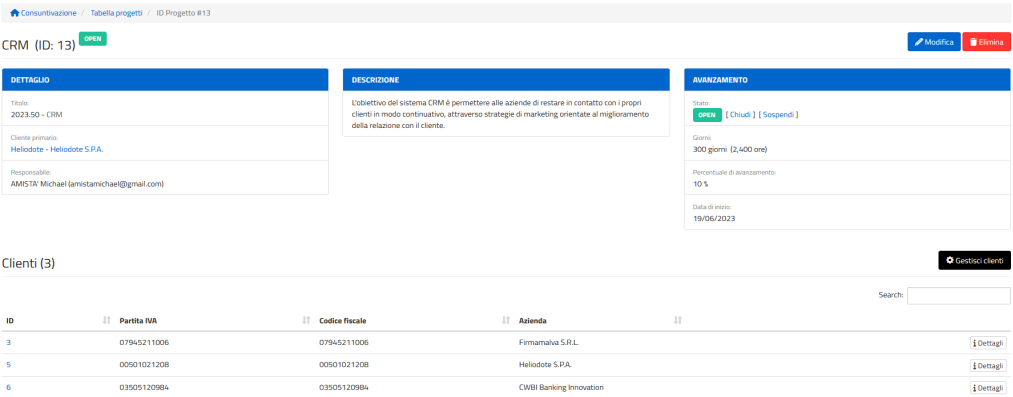 Consuntivazione / Tabella progetti / ID Progetto #13
CRM (ID: 13) OPEN
Modifica Elimina
DETTAGLIO
Titolo:
2023.50 - CRM
Cliente primario:
Heliodote - Heliodote S.P.A.
Responsabile:
AMISTA' Michael (amistamichael@gmail.com)
DESCRIZIONE
L'obiettivo del sistema CRM è permettere alle aziende di restare in contatto con i propri
clienti in modo continuativo, attraverso strategie di marketing orientate al miglioramento
della relazione con il cliente.
AVANZAMENTO
Stato:
OPEN [ Chiudi ] [ Sospendi ]
Giorni:
300 giorni (2,400 ore)
Percentuale di avanzamento:
10 %
Data di inizio:
19/06/2023
Clienti (3)
Gestisci clienti
Search:
ID Partita IVA Codice fiscale Azienda
3 07945211006 07945211006 Firmamalva S.R.L. Dettagli
5 00501021208 00501021208 Heliodote S.P.A. Dettagli
6 03505120984 03505120984 CWBI Banking Innovation Dettagli